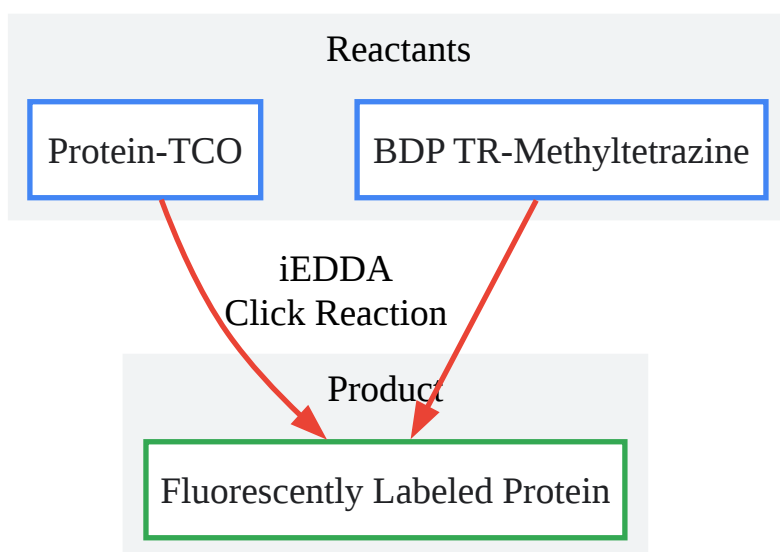 Reactants
Protein-TCO
BDP TR-Methyltetrazine
iEDDA
Click Reaction
Product
Fluorescently Labeled Protein